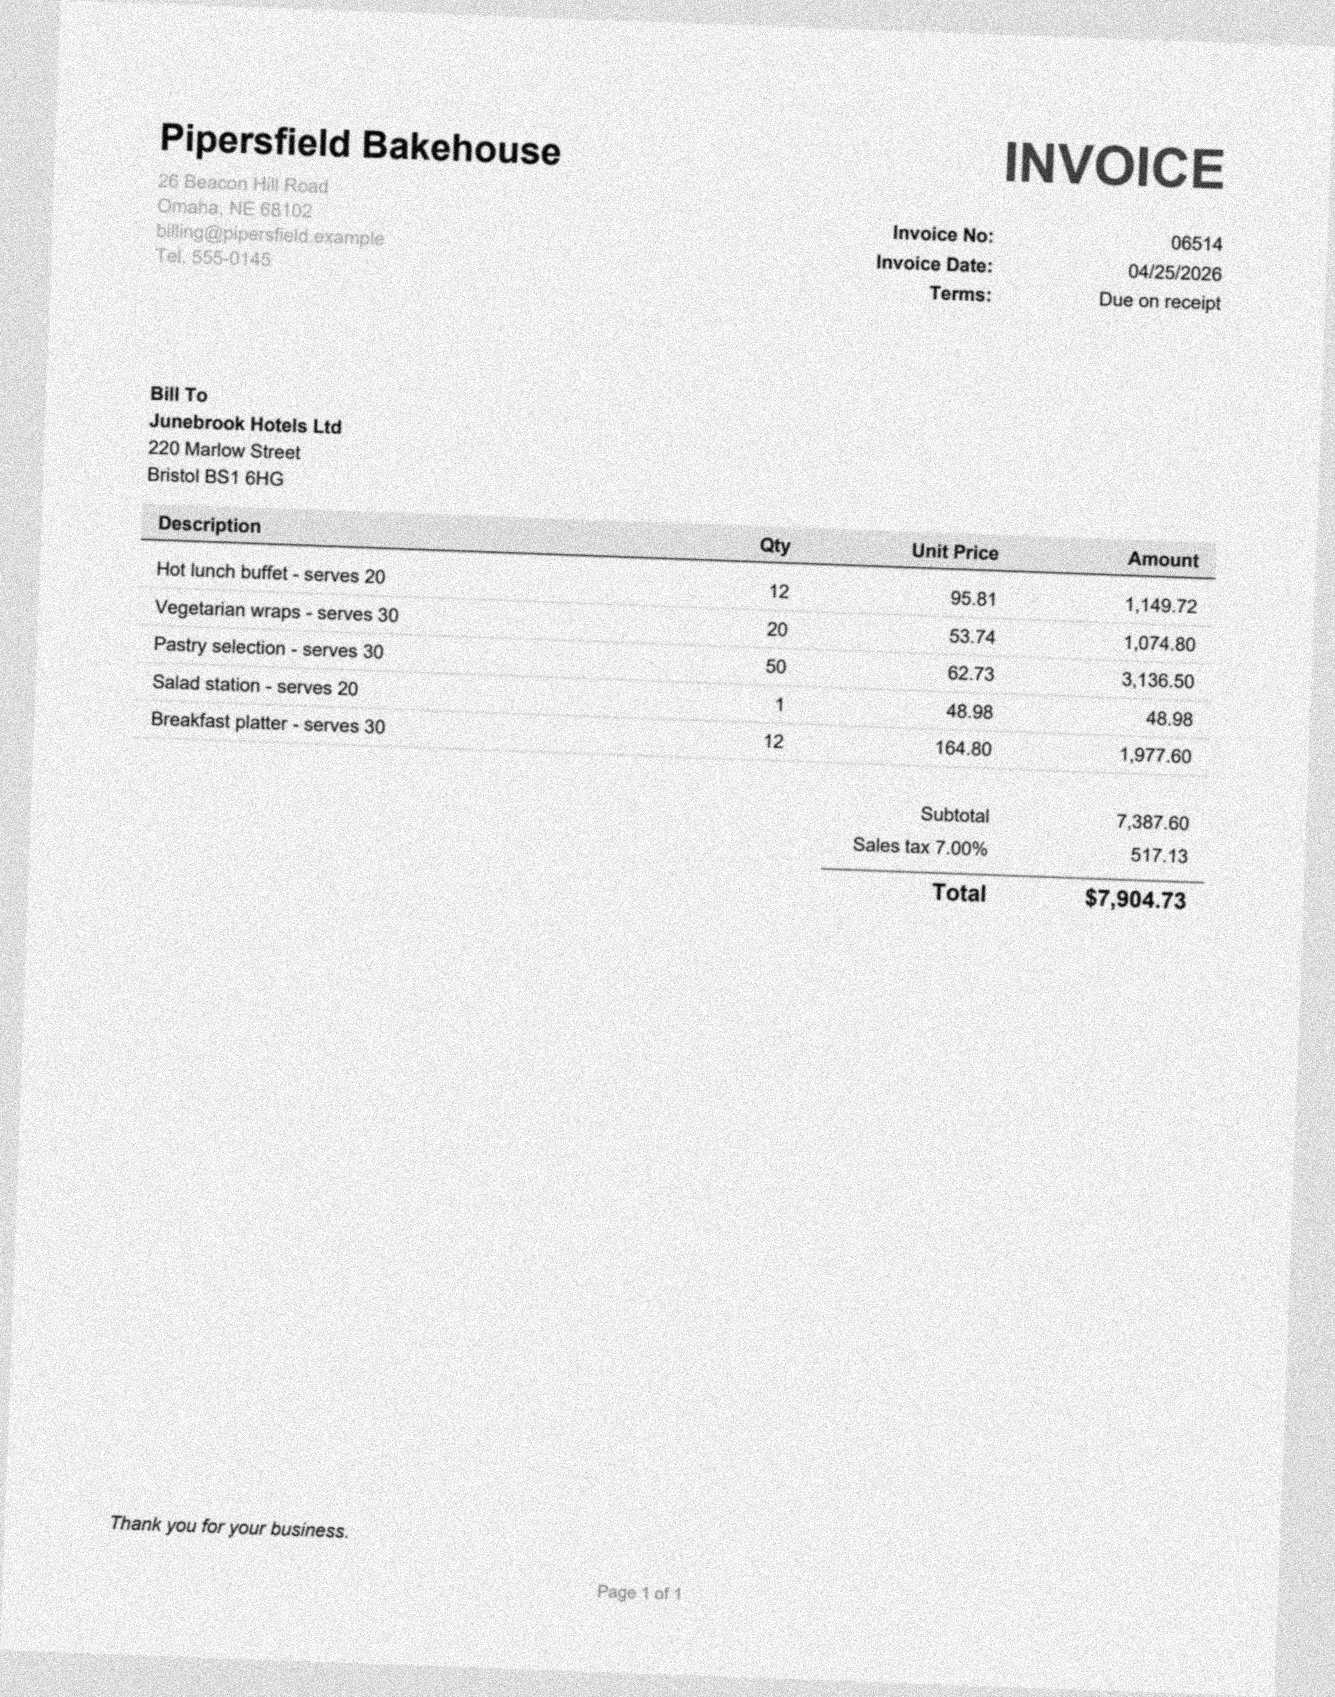 Pipersfield Bakehouse
26 Beacon Hill Road
Omaha, NE 68102
billing@pipersfield.example
Tel. 555-0145
INVOICE
Invoice No: 06514
Invoice Date: 04/25/2026
Terms: Due on receipt
Bill To
Junebrook Hotels Ltd
220 Marlow Street
Bristol BS1 6HG
Description Qty Unit Price Amount
Hot lunch buffet - serves 20 12 95.81 1,149.72
Vegetarian wraps - serves 30 20 53.74 1,074.80
Pastry selection - serves 30 50 62.73 3,136.50
Salad station - serves 20 1 48.98 48.98
Breakfast platter - serves 30 12 164.80 1,977.60
Subtotal 7,387.60
Sales tax 7.00% 517.13
Total $7,904.73
Thank you for your business.
Page 1 of 1